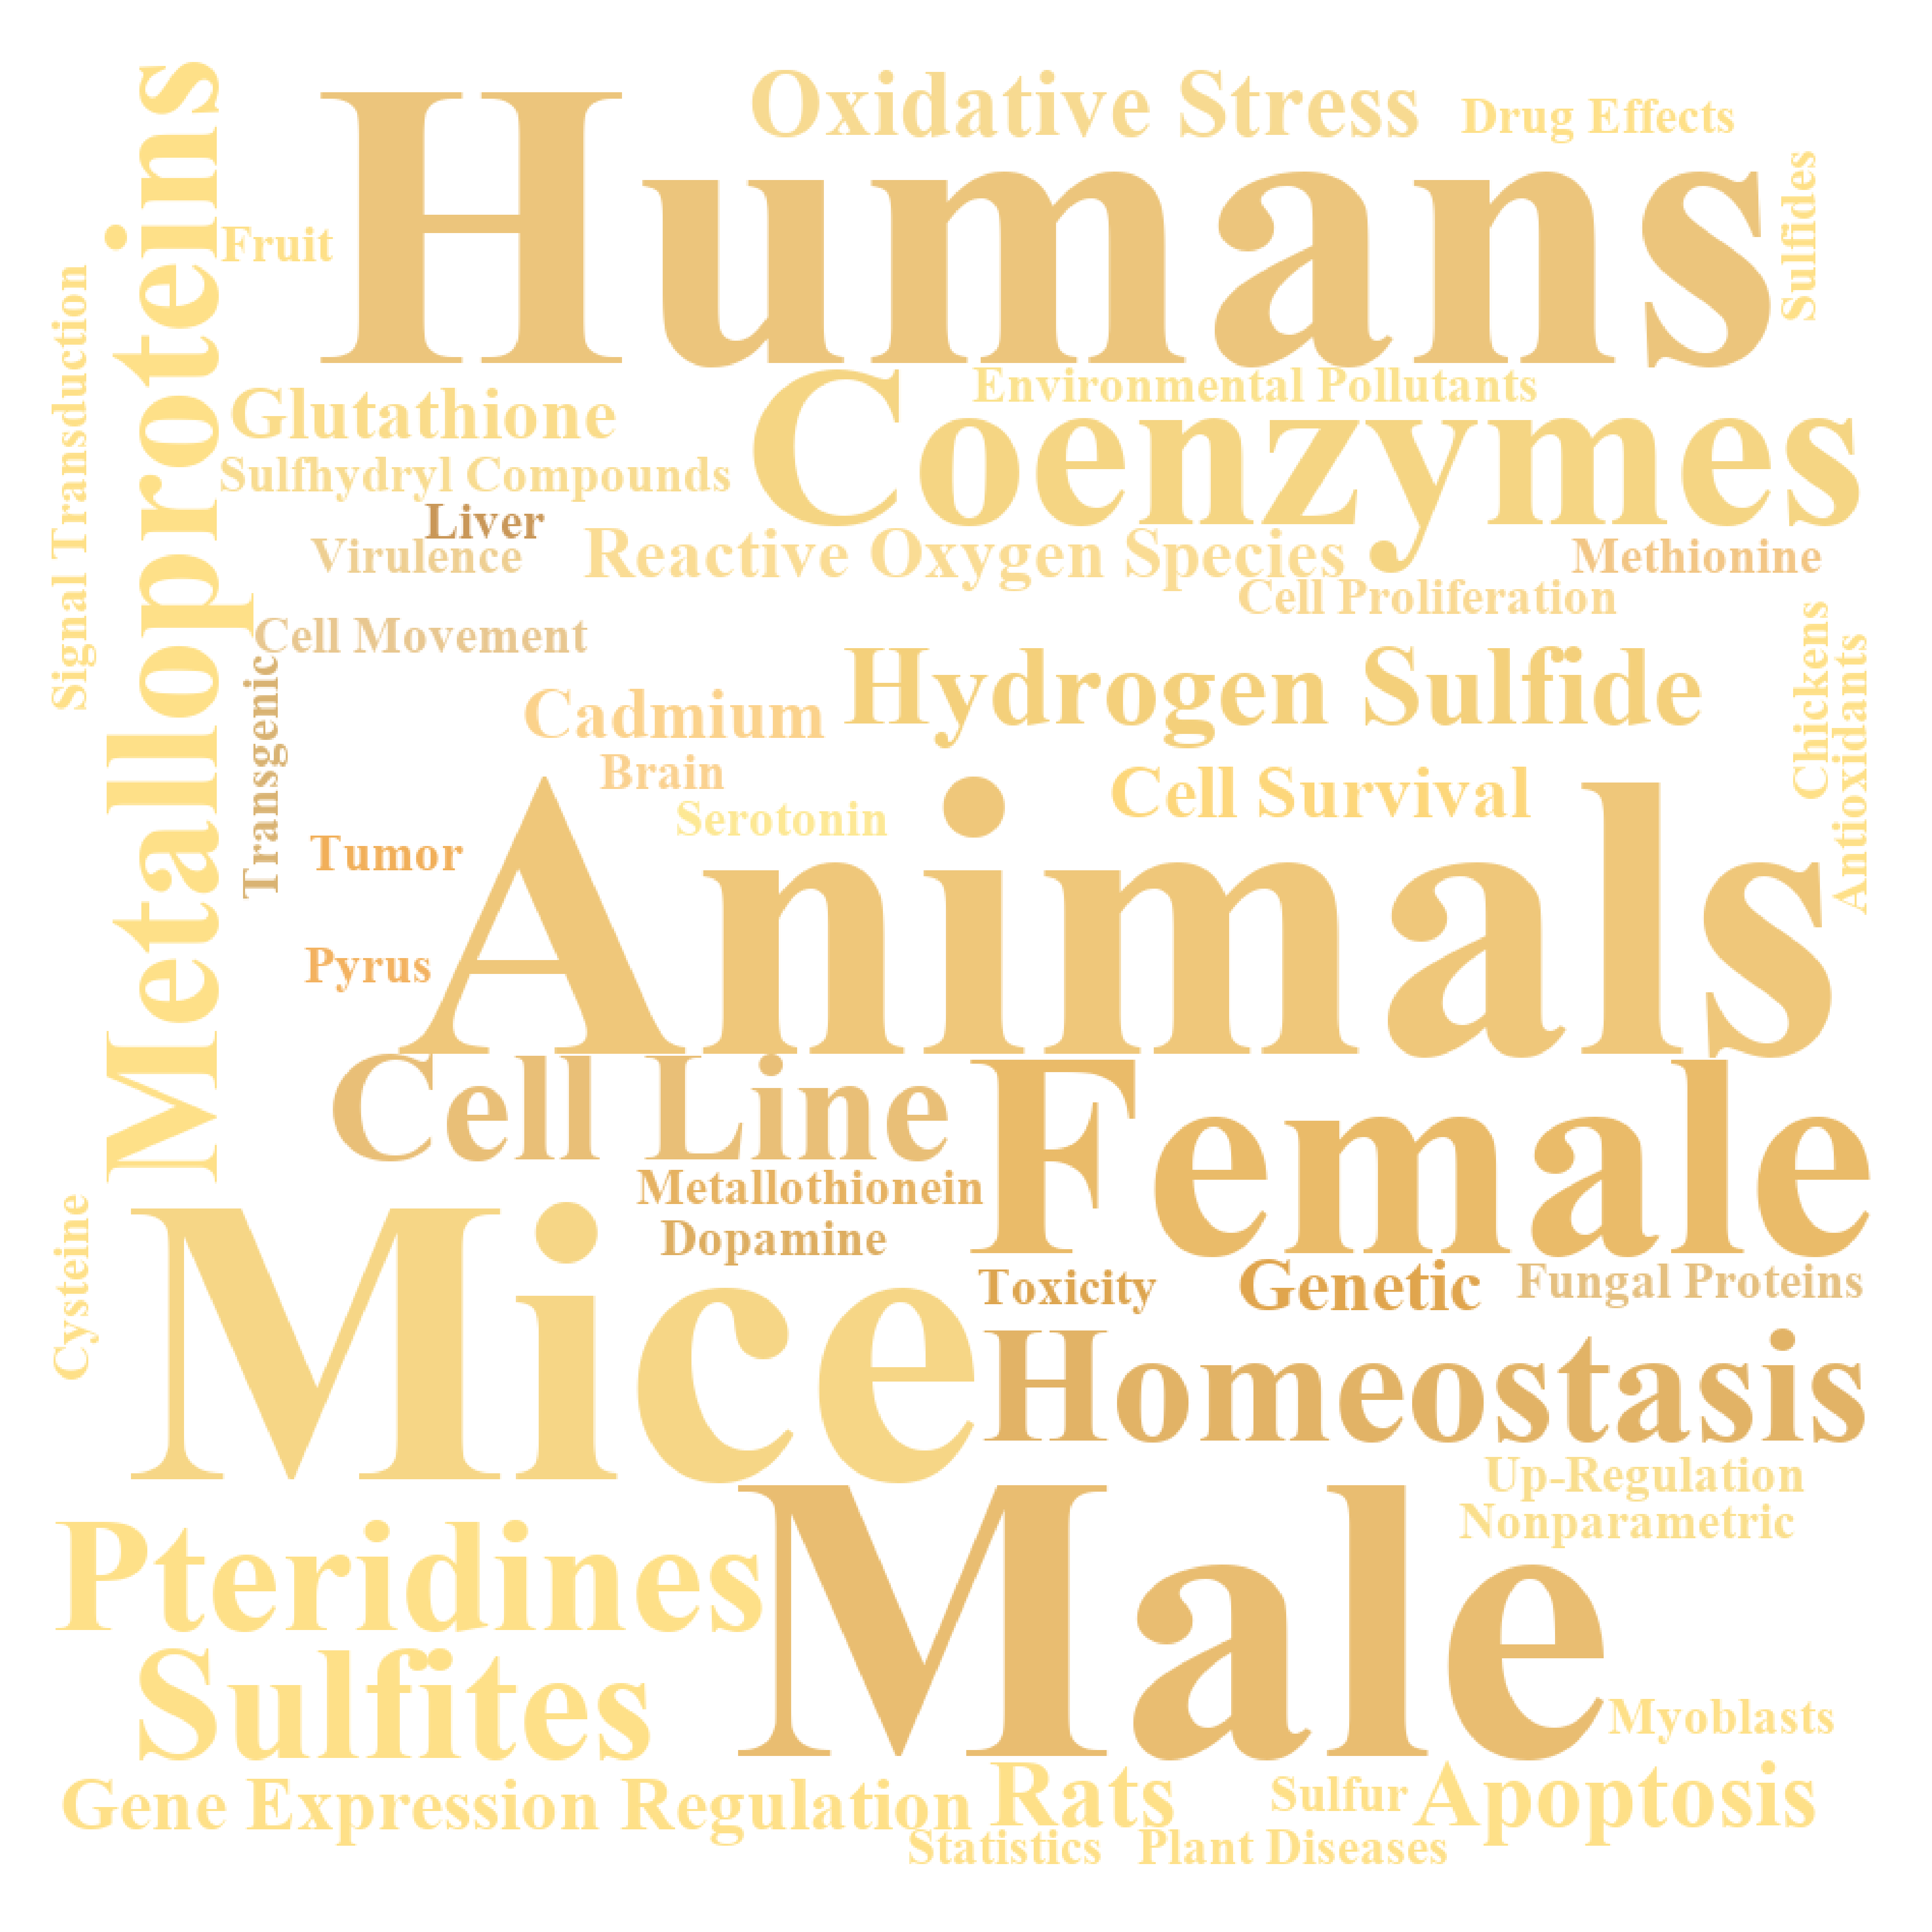 Oxidative Stress
Drug Effects
Humans
Metalloproteins
Fruit
Sulfides
Signal Transduction
Environmental Pollutants
Glutathione
Coenzymes
Sulfhydryl Compounds
Liver
Virulence
Reactive Oxygen Species
Methionine
Cell Proliferation
Cell Movement
Chickens
Antioxidants
Transgenic
Hydrogen Sulfide
Cadmium
Brain
Cell Survival
Serotonin
Tumor
Animals
Pyrus
Cell Line
Female
Metallothionein
Dopamine
Cysteine
Mice
Toxicity
Genetic
Fungal Proteins
Homeostasis
Up-Regulation
Nonparametric
Pteridines
Male
Sulfites
Myoblasts
Gene Expression Regulation
Rats
Sulfur
Apoptosis
Statistics
Plant Diseases